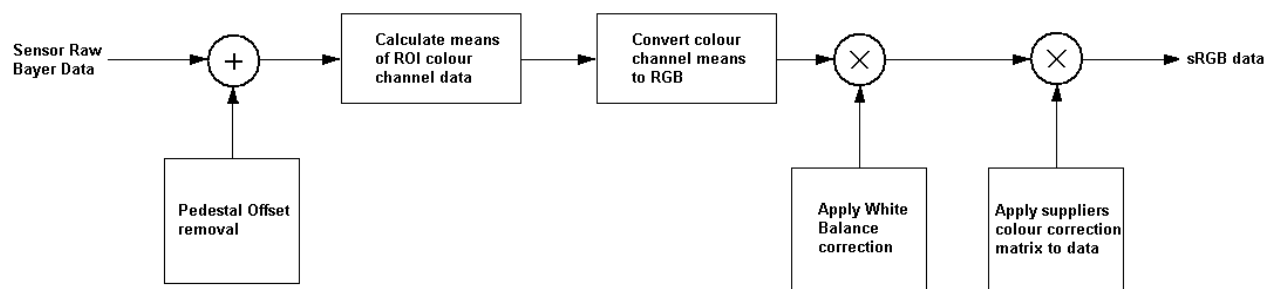 Sensor Raw
Bayer Data
+
Calculate means
of ROI colour
channel data
Convert colour
channel means
to RGB
×
×
sRGB data
Pedestal Offset
removal
Apply White
Balance
correction
Apply suppliers
colour correction
matrix to data